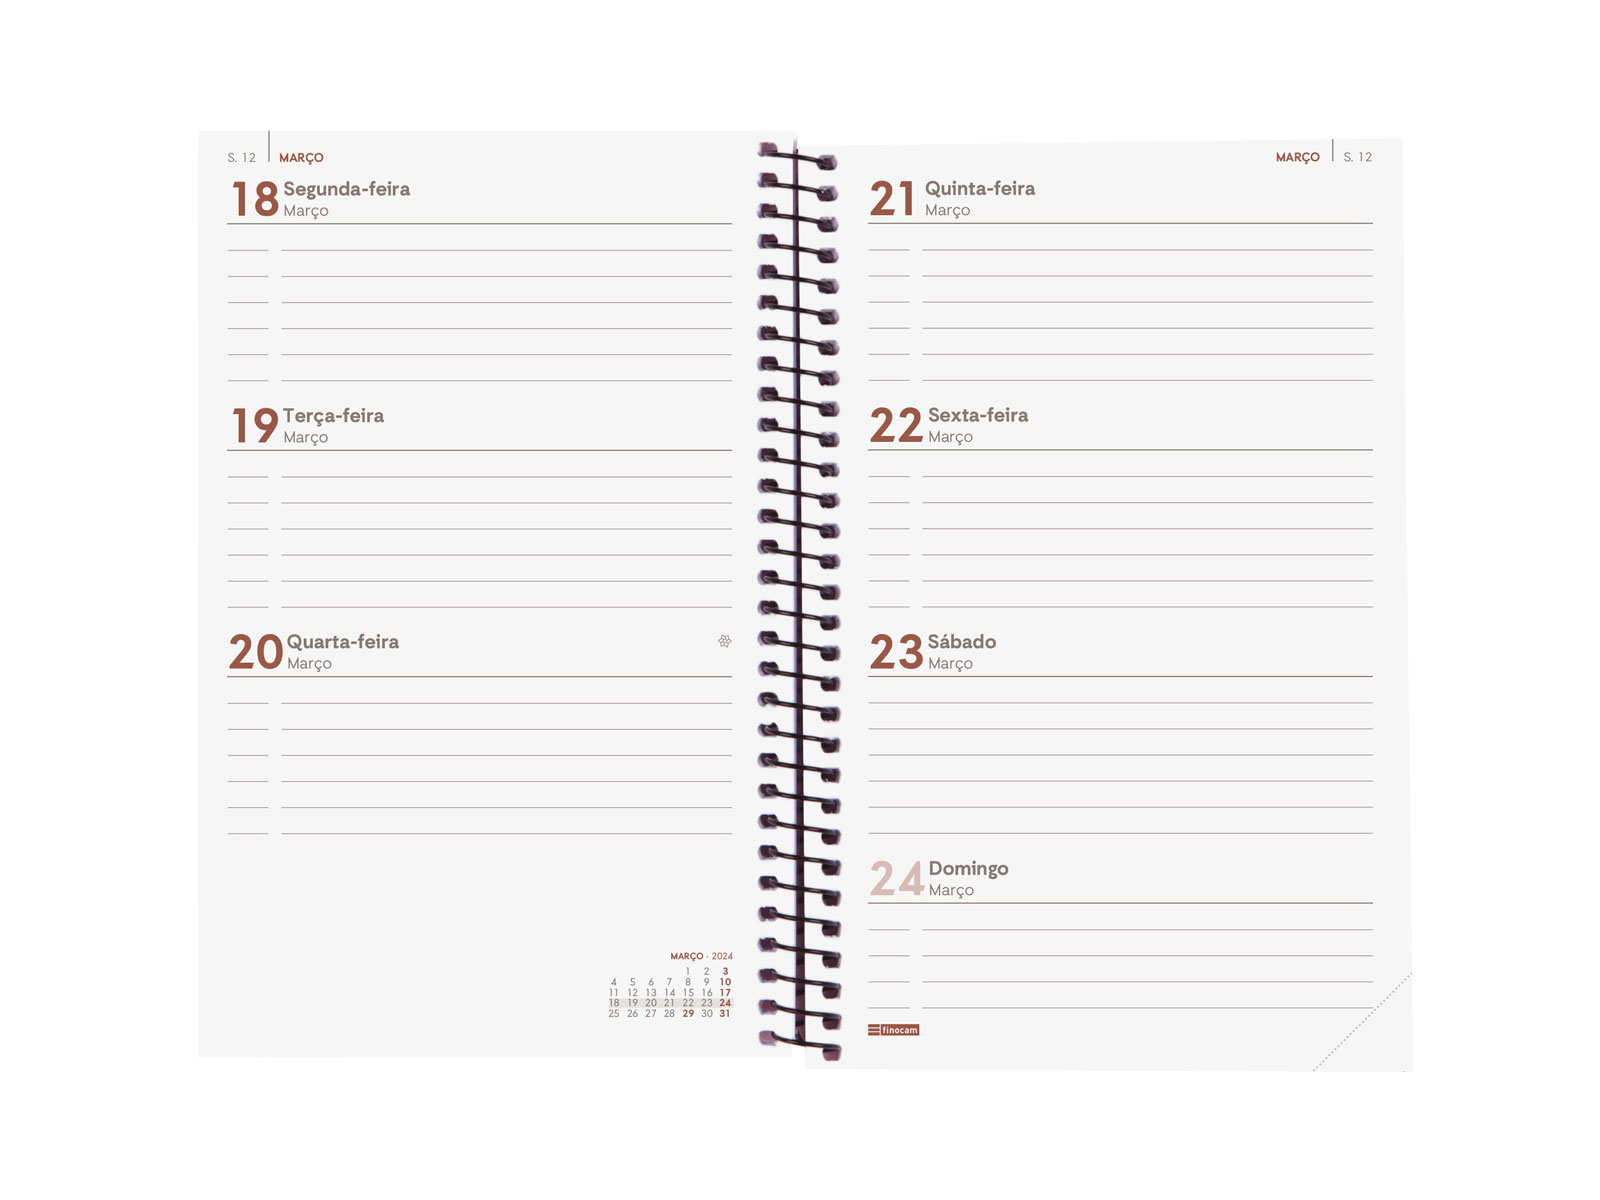 S. 12 MARÇO
18 Segunda-feira
Março
19 Terça-feira
Março
20 Quarta-feira
Março
MARÇO · 2024
1 2 3
4 5 6 7 8 9 10
11 12 13 14 15 16 17
18 19 20 21 22 23 24
25 26 27 28 29 30 31
MARÇO S. 12
21 Quinta-feira
Março
22 Sexta-feira
Março
23 Sábado
Março
24 Domingo
Março
finocam